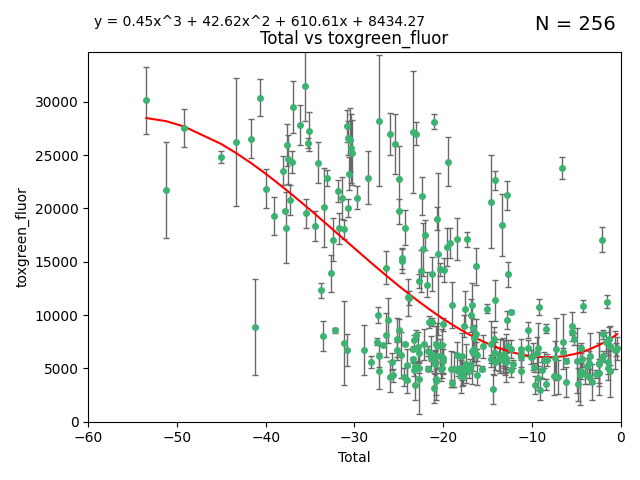 y = 0.45x^3 + 42.62x^2 + 610.61x + 8434.27
N = 256
Total vs toxgreen_fluor
toxgreen_fluor
30000
25000
20000
15000
10000
5000
0
−60 −50 −40 −30 −20 −10 0
Total